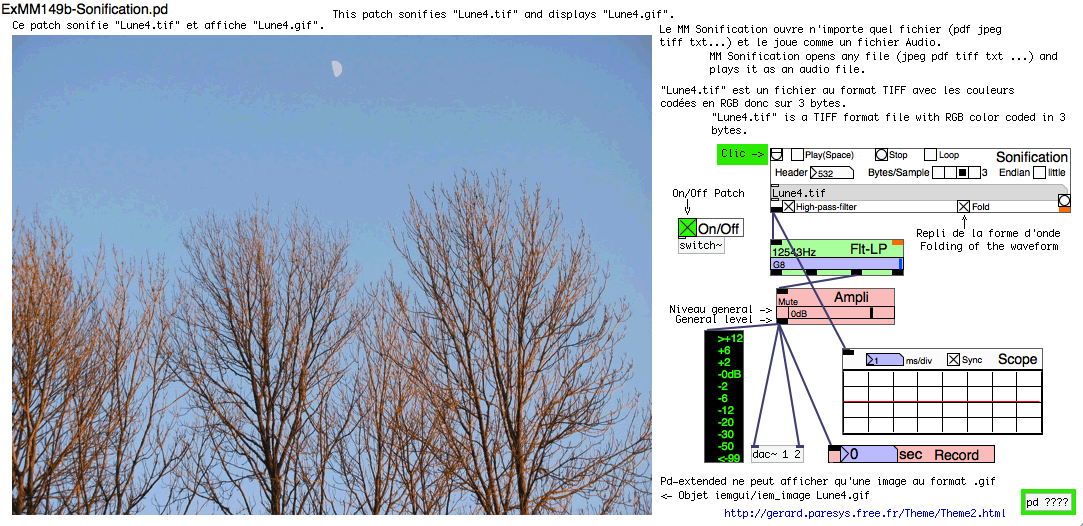 ExMM149b-Sonification.pd
This patch sonifies "Lune4.tif" and displays "Lune4.gif".
Ce patch sonifie "Lune4.tif" et affiche "Lune4.gif".
Le MM Sonification ouvre n'importe quel fichier (pdf jpeg
tiff txt...) et le joue comme un fichier Audio.
MM Sonification opens any file (jpeg pdf tiff txt ...) and
plays it as an audio file.
"Lune4.tif" est un fichier au format TIFF avec les couleurs
codées en RGB donc sur 3 bytes.
"Lune4.tif" is a TIFF format file with RGB color coded in 3
bytes.
Clic ->
Play(Space) Stop Loop Sonification
Header 532 Bytes/Sample 3 Endian little
Lune4.tif
High-pass-filter Fold
On/Off Patch
On/Off
switch~
Repli de la forme d'onde
Folding of the waveform
12543Hz Flt-LP
G8
Ampli
Mute
0dB
Niveau general ->
General level ->
>+12
+6
+2
-0dB
-2
-6
-12
-20
-30
-50
<-99
1 ms/div Sync Scope
dac~ 1 2
0 sec Record
Pd-extended ne peut afficher qu'une image au format .gif
<- Objet iemgui/iem_image Lune4.gif
pd ????
http://gerard.paresys.free.fr/Theme/Theme2.html